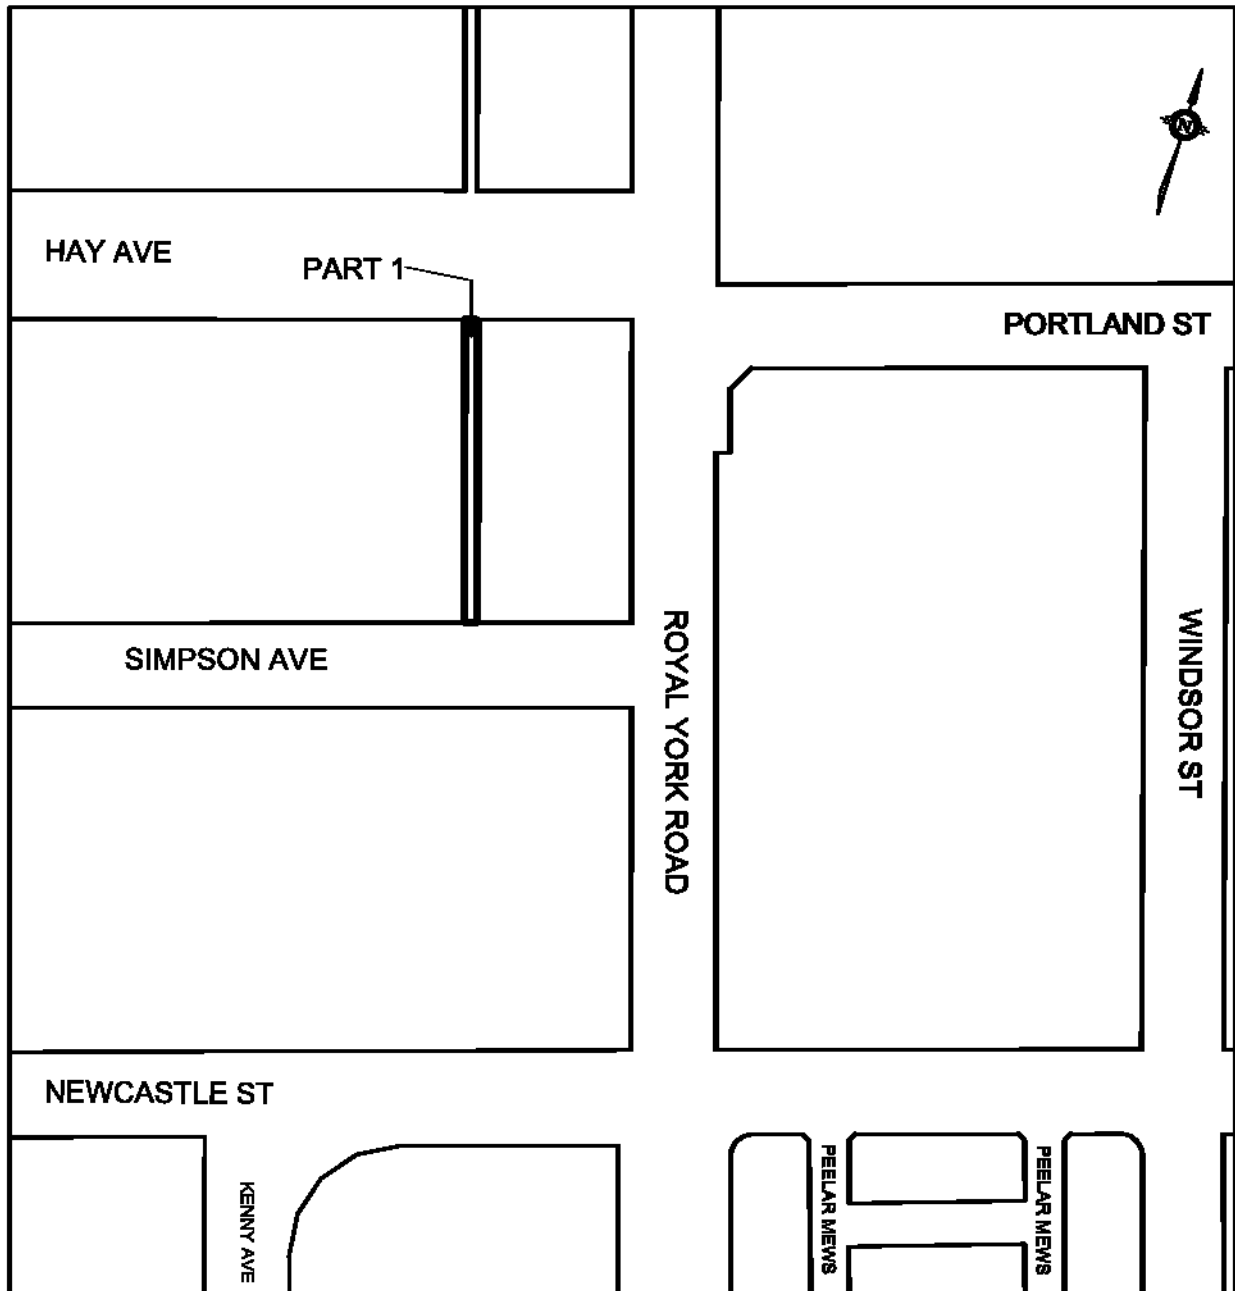 N
HAY AVE
PART 1
PORTLAND ST
SIMPSON AVE
ROYAL YORK ROAD
WINDSOR ST
NEWCASTLE ST
KENNY AVE
PEELAR MEWS
PEELAR MEWS